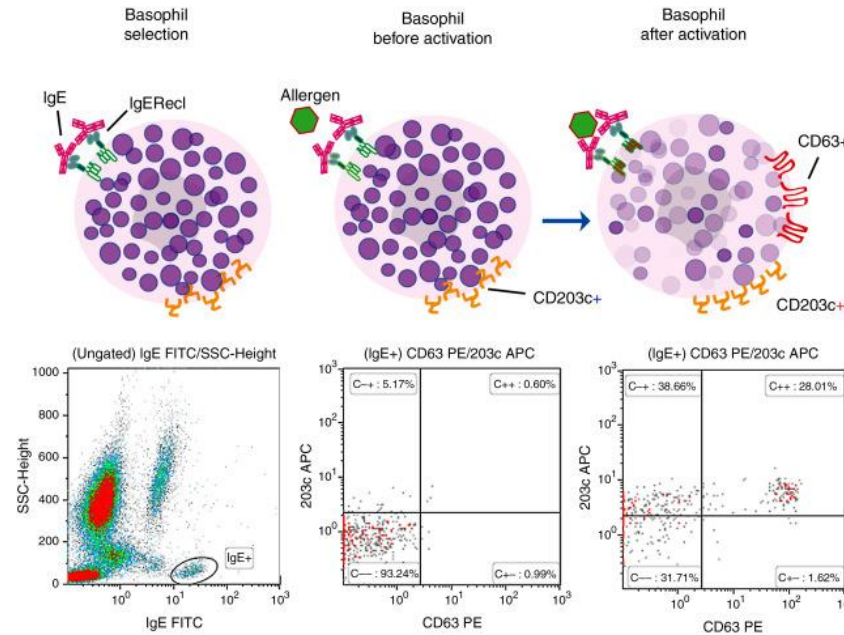 Basophil
selection
Basophil
before activation
Basophil
after activation
IgE
IgERecl
Allergen
CD63+
CD203c+
CD203c+
(Ungated) IgE FITC/SSC-Height
SSC-Height
1000
800
600
400
200
0
IgE+
10⁰ 10¹ 10² 10³
IgE FITC
(IgE+) CD63 PE/203c APC
203c APC
10³
10²
10¹
10⁰
C–+ : 5.17%
C++ : 0.60%
C–– : 93.24%
C+– : 0.99%
10⁰ 10¹ 10² 10³
CD63 PE
(IgE+) CD63 PE/203c APC
203c APC
10³
10²
10¹
10⁰
C–+ : 38.66%
C++ : 28.01%
C–– : 31.71%
C+– : 1.62%
10⁰ 10¹ 10² 10³
CD63 PE